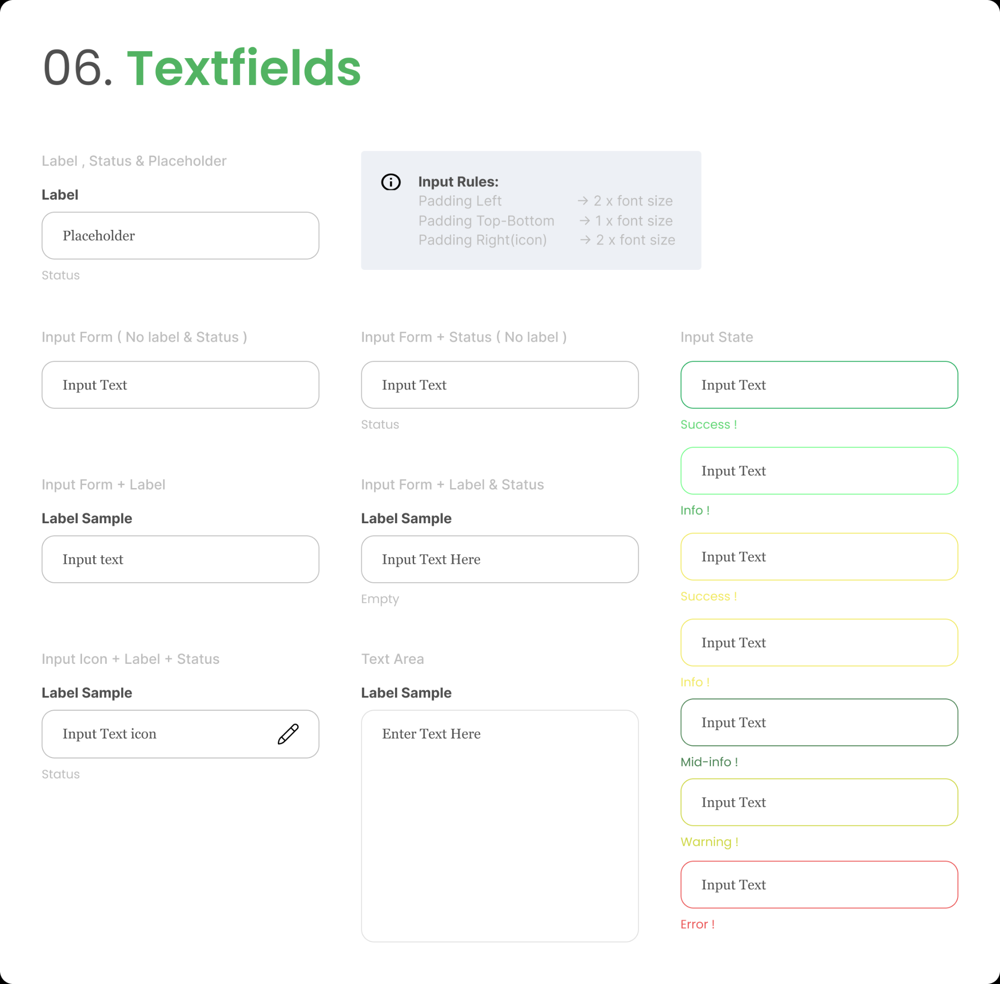 06. Textfields
Label , Status & Placeholder
Label
Placeholder
Status
Input Rules:
Padding Left → 2 x font size
Padding Top-Bottom → 1 x font size
Padding Right(icon) → 2 x font size
Input Form ( No label & Status )
Input Text
Input Form + Status ( No label )
Input Text
Status
Input Form + Label
Label Sample
Input text
Input Form + Label & Status
Label Sample
Input Text Here
Empty
Input Icon + Label + Status
Label Sample
Input Text icon
Status
Text Area
Label Sample
Enter Text Here
Input State
Input Text
Success !
Input Text
Info !
Input Text
Success !
Input Text
Info !
Input Text
Mid-info !
Input Text
Warning !
Input Text
Error !